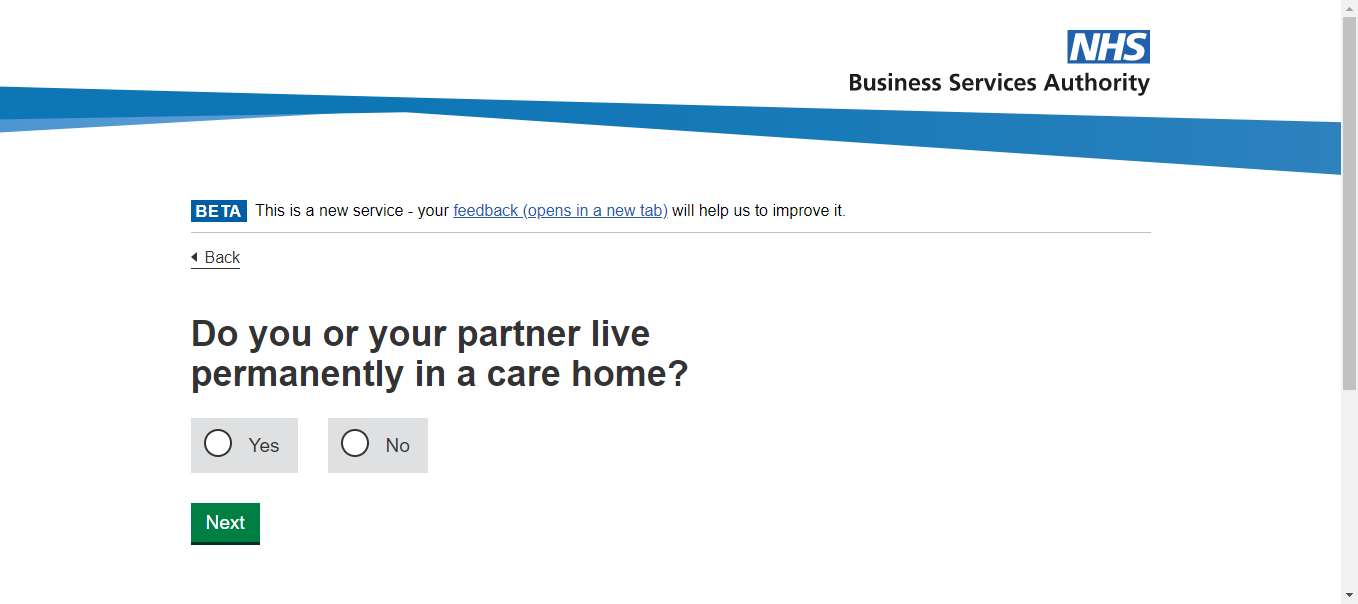 NHS
Business Services Authority
BETA This is a new service - your feedback (opens in a new tab) will help us to improve it.
Back
Do you or your partner live
permanently in a care home?
Yes No
Next